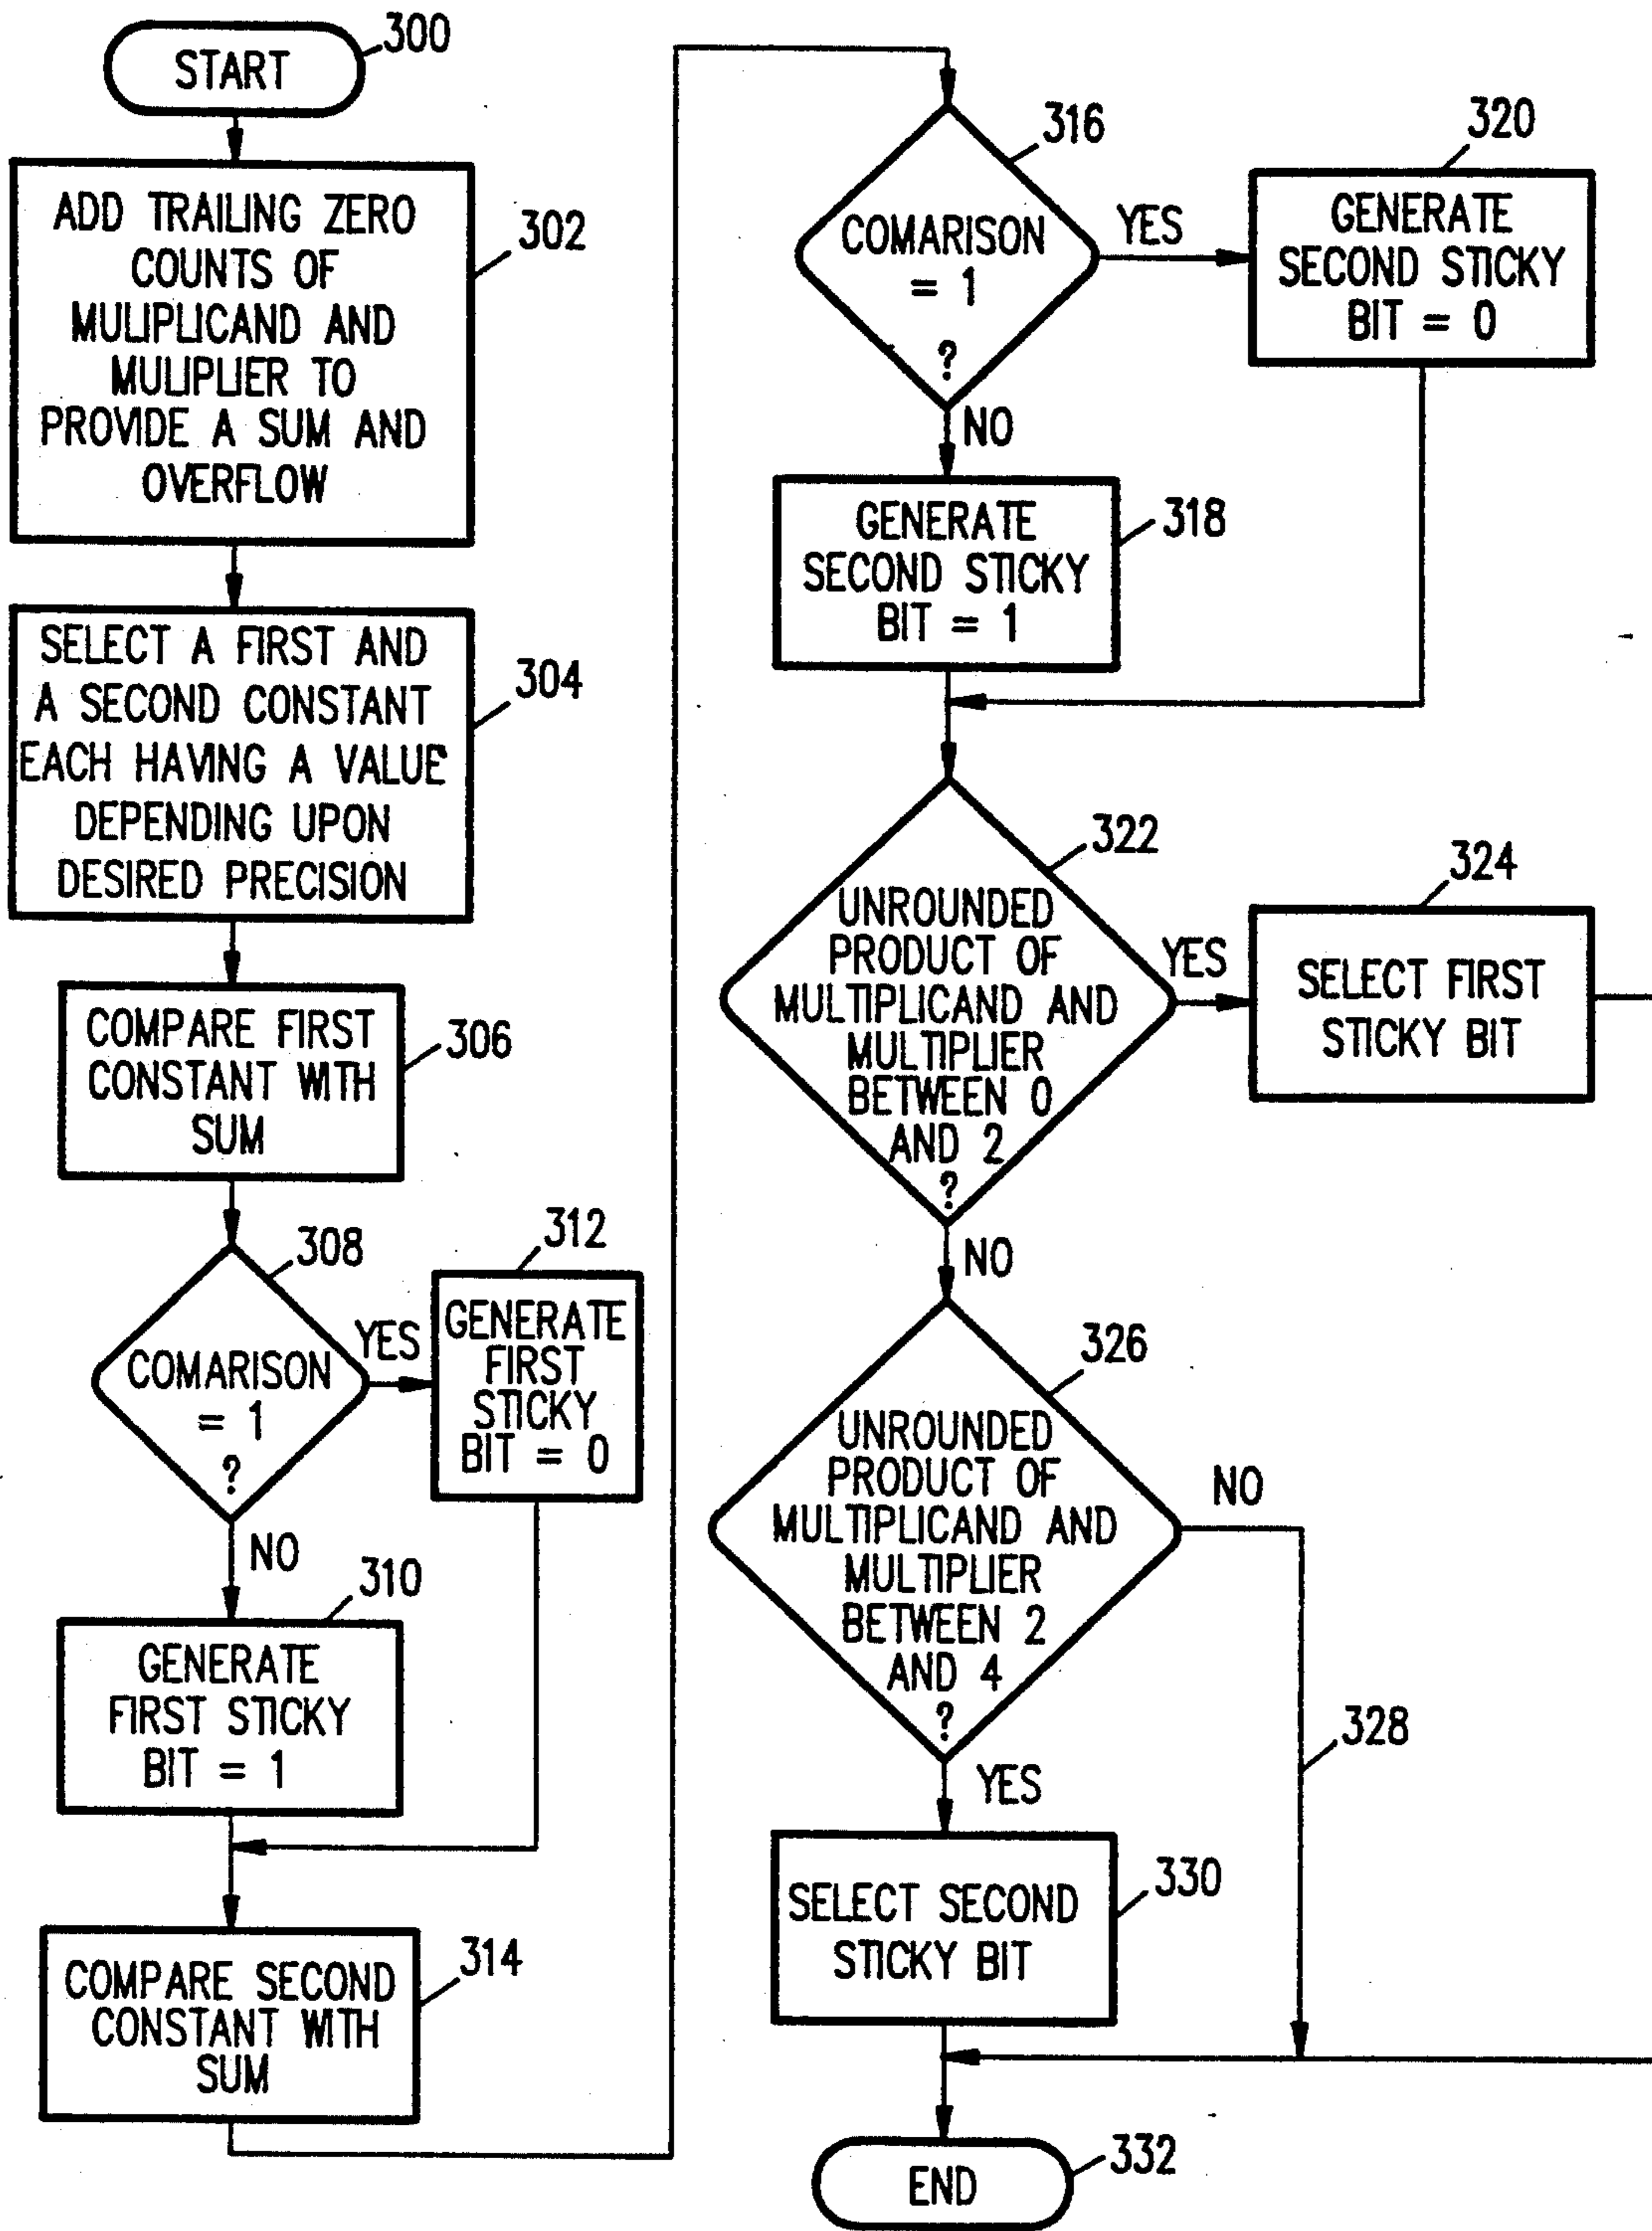 START
300
ADD TRAILING ZERO
COUNTS OF
MULIPLICAND AND
MULIPLIER TO
PROVIDE A SUM AND
OVERFLOW
302
SELECT A FIRST AND
A SECOND CONSTANT
EACH HAVING A VALUE
DEPENDING UPON
DESIRED PRECISION
304
COMPARE FIRST
CONSTANT WITH
SUM
306
COMARISON
= 1
?
308
YES
NO
GENERATE
FIRST
STICKY
BIT = 0
312
GENERATE
FIRST STICKY
BIT = 1
310
COMPARE SECOND
CONSTANT WITH
SUM
314
COMARISON
= 1
?
316
YES
NO
GENERATE
SECOND STICKY
BIT = 0
320
GENERATE
SECOND STICKY
BIT = 1
318
UNROUNDED
PRODUCT OF
MULTIPLICAND AND
MULTIPLIER
BETWEEN 0
AND 2
?
322
YES
NO
SELECT FIRST
STICKY BIT
324
UNROUNDED
PRODUCT OF
MULTIPLICAND AND
MULTIPLIER
BETWEEN 2
AND 4
?
326
NO
328
YES
SELECT SECOND
STICKY BIT
330
END
332